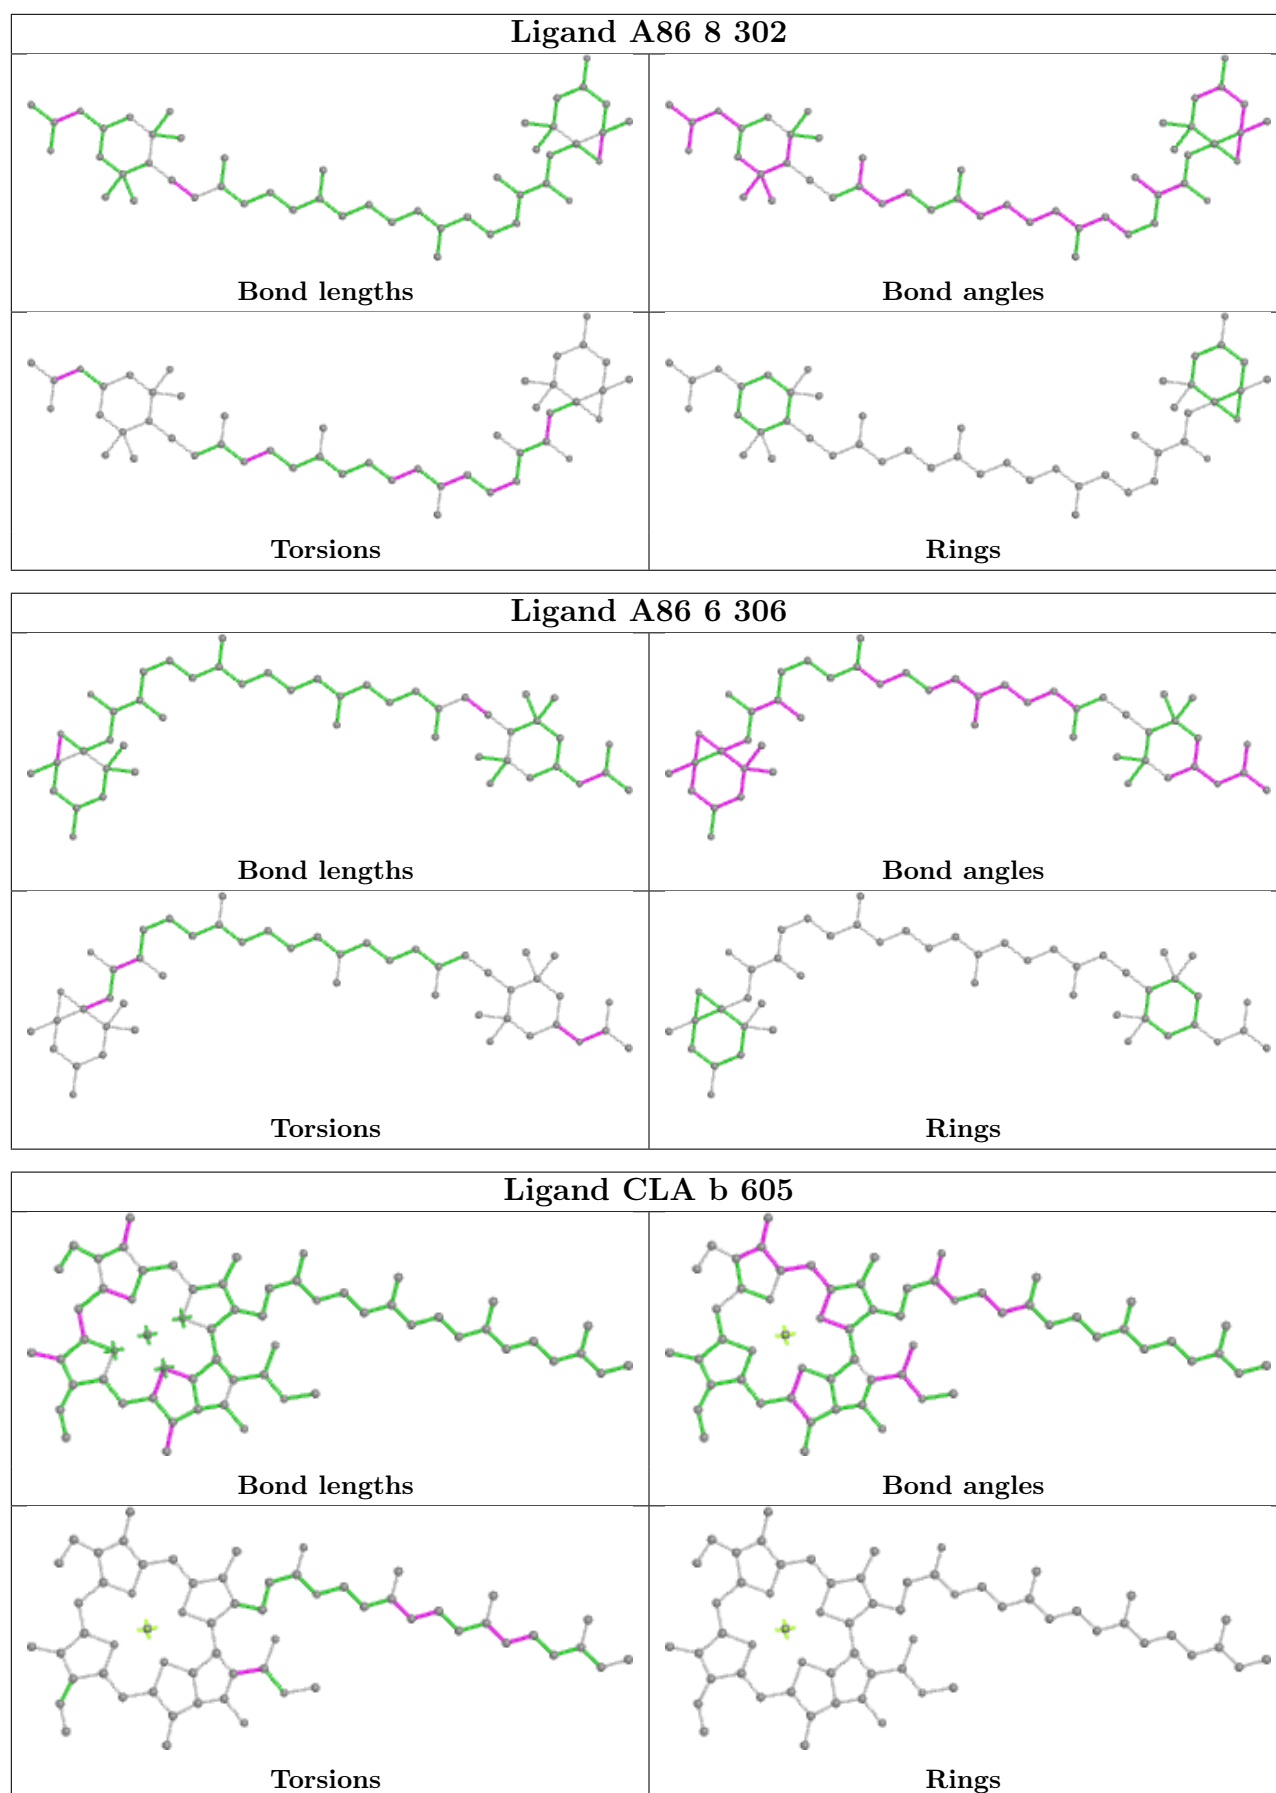 Ligand A86 8 302
Bond lengths
Bond angles
Torsions
Rings
Ligand A86 6 306
Bond lengths
Bond angles
Torsions
Rings
Ligand CLA b 605
Bond lengths
Bond angles
Torsions
Rings